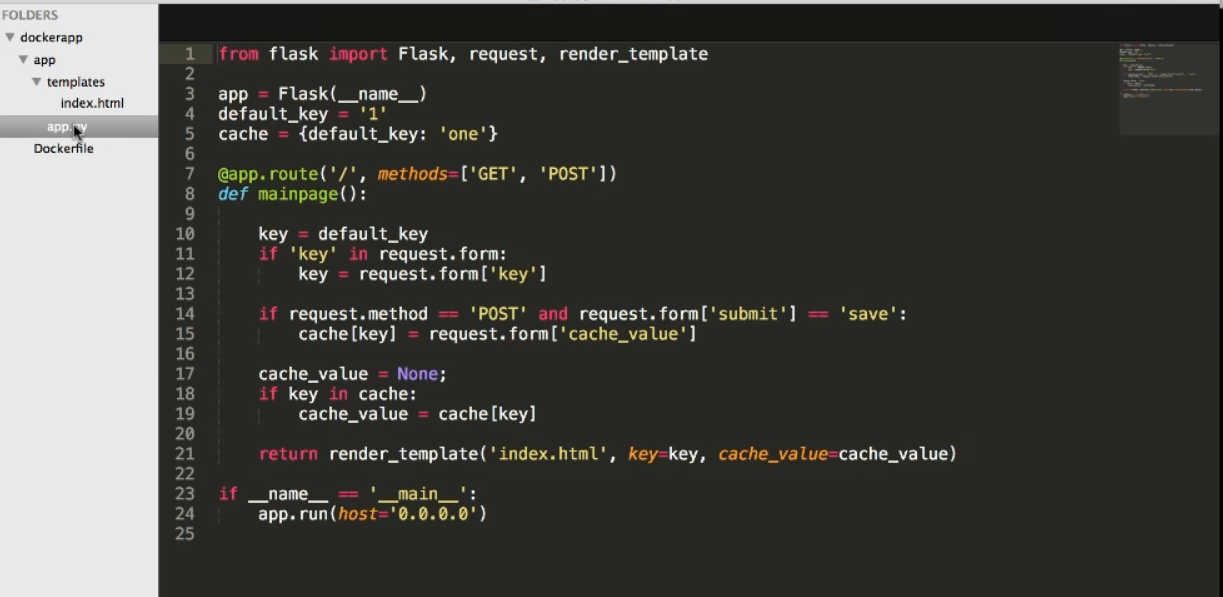 FOLDERS
dockerapp
app
templates
index.html
app.py
Dockerfile
1 from flask import Flask, request, render_template
2
3 app = Flask(__name__)
4 default_key = '1'
5 cache = {default_key: 'one'}
6
7 @app.route('/', methods=['GET', 'POST'])
8 def mainpage():
9
10     key = default_key
11     if 'key' in request.form:
12         key = request.form['key']
13
14     if request.method == 'POST' and request.form['submit'] == 'save':
15         cache[key] = request.form['cache_value']
16
17     cache_value = None;
18     if key in cache:
19         cache_value = cache[key]
20
21     return render_template('index.html', key=key, cache_value=cache_value)
22
23 if __name__ == '__main__':
24     app.run(host='0.0.0.0')
25